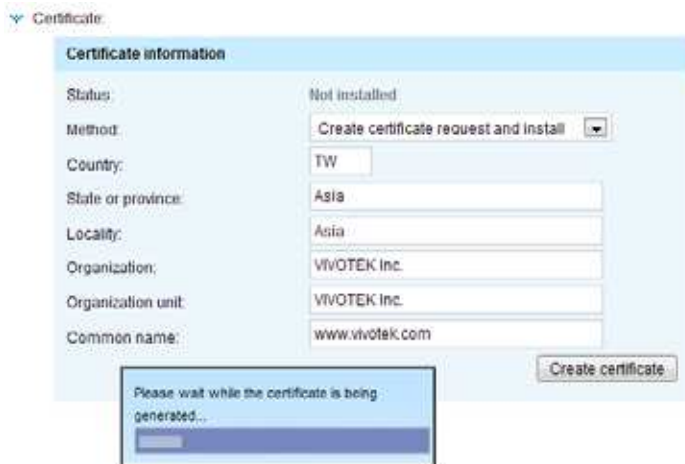 Certificate:
Certificate information
Status: Not installed
Method: Create certificate request and install
Country: TW
State or province: Asia
Locality: Asia
Organization: VIVOTEK Inc.
Organization unit: VIVOTEK Inc.
Common name: www.vivotek.com
Create certificate
Please wait while the certificate is being
generated...